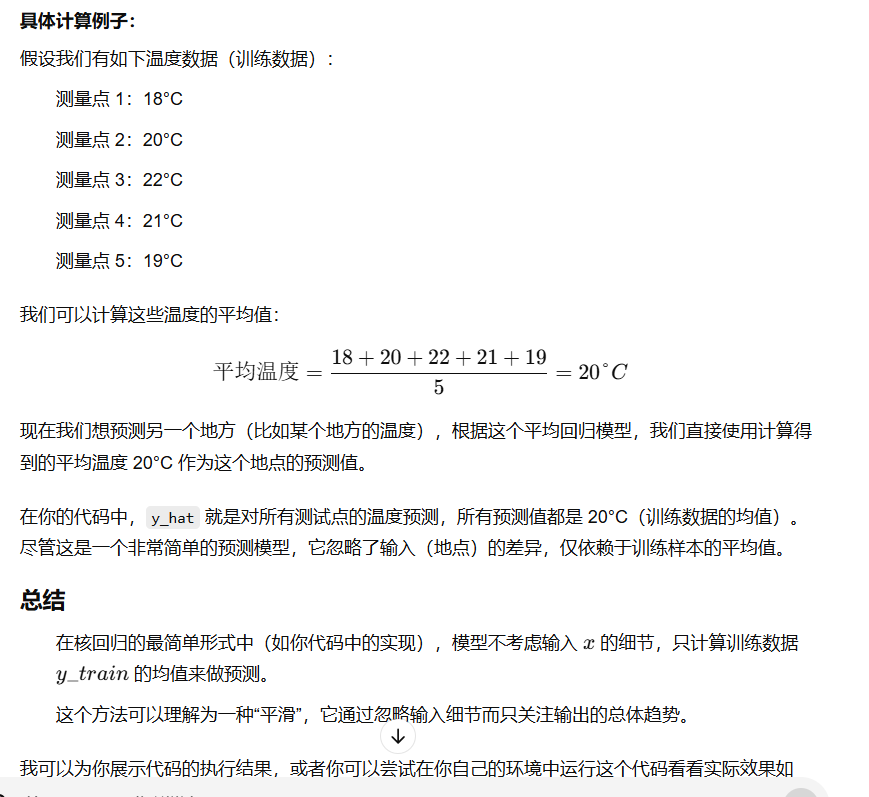 具体计算例子：
假设我们有如下温度数据（训练数据）：
测量点 1：18°C
测量点 2：20°C
测量点 3：22°C
测量点 4：21°C
测量点 5：19°C
我们可以计算这些温度的平均值：
平均温度 = \frac{18 + 20 + 22 + 21 + 19}{5} = 20°C
现在我们想预测另一个地方（比如某个地方的温度），根据这个平均回归模型，我们直接使用计算得
到的平均温度 20°C 作为这个地点的预测值。
在你的代码中，y_hat 就是对所有测试点的温度预测，所有预测值都是 20°C（训练数据的均值）。
尽管这是一个非常简单的预测模型，它忽略了输入（地点）的差异，仅依赖于训练样本的平均值。
总结
在核回归的最简单形式中（如你代码中的实现），模型不考虑输入 x 的细节，只计算训练数据
y_train 的均值来做预测。
这个方法可以理解为一种“平滑”，它通过忽略输入细节而只关注输出的总体趋势。
我可以为你展示代码的执行结果，或者你可以尝试在你自己的环境中运行这个代码看看实际效果如